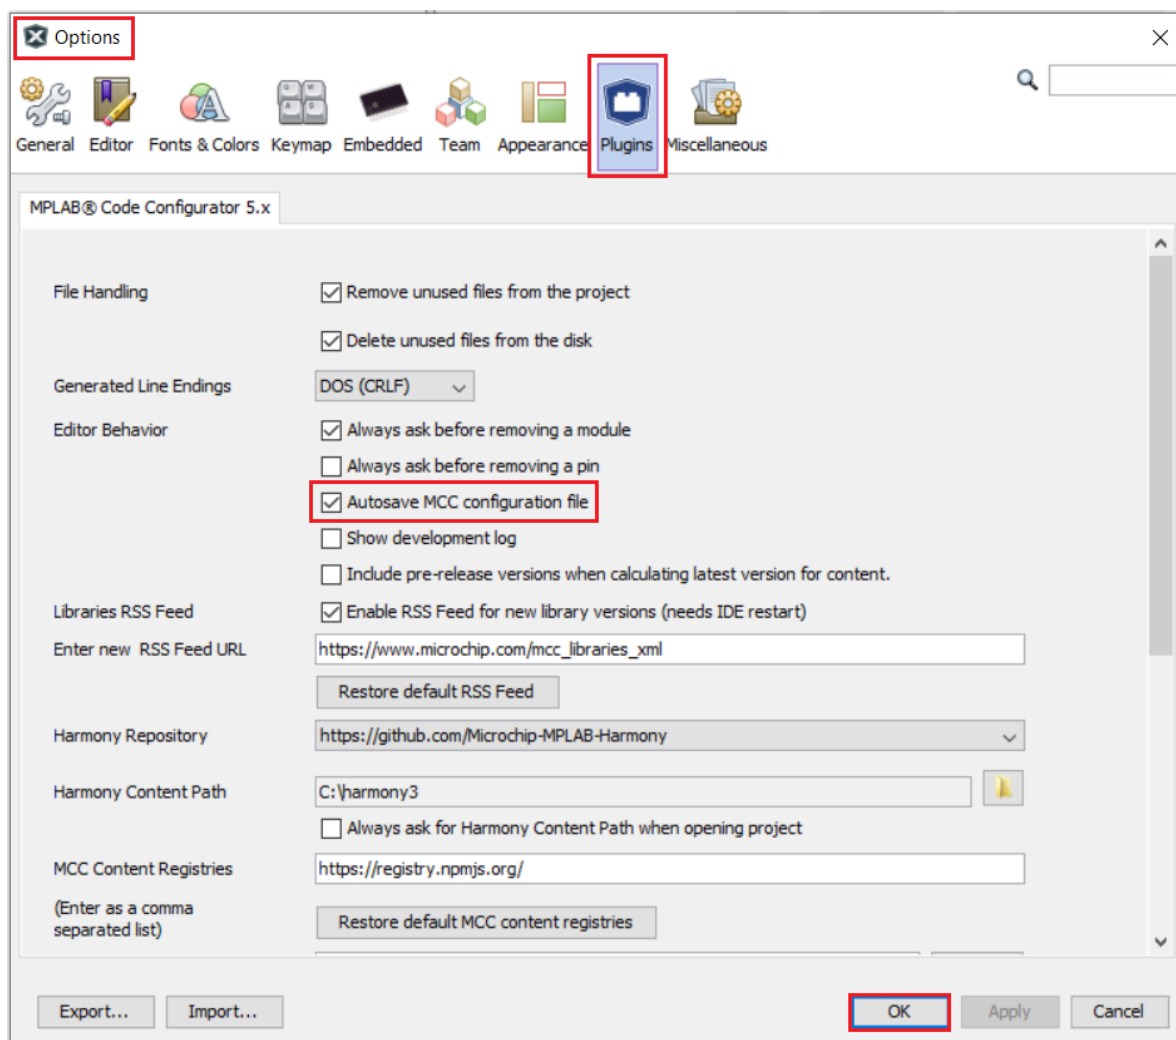 Options
General Editor Fonts & Colors Keymap Embedded Team Appearance Plugins Miscellaneous
MPLAB® Code Configurator 5.x
File Handling
Remove unused files from the project
Delete unused files from the disk
Generated Line Endings
DOS (CRLF)
Editor Behavior
Always ask before removing a module
Always ask before removing a pin
Autosave MCC configuration file
Show development log
Include pre-release versions when calculating latest version for content.
Libraries RSS Feed
Enable RSS Feed for new library versions (needs IDE restart)
Enter new  RSS Feed URL
https://www.microchip.com/mcc_libraries_xml
Restore default RSS Feed
Harmony Repository
https://github.com/Microchip-MPLAB-Harmony
Harmony Content Path
C:\harmony3
Always ask for Harmony Content Path when opening project
MCC Content Registries
https://registry.npmjs.org/
(Enter as a comma
separated list)
Restore default MCC content registries
Export...
Import...
OK
Apply
Cancel